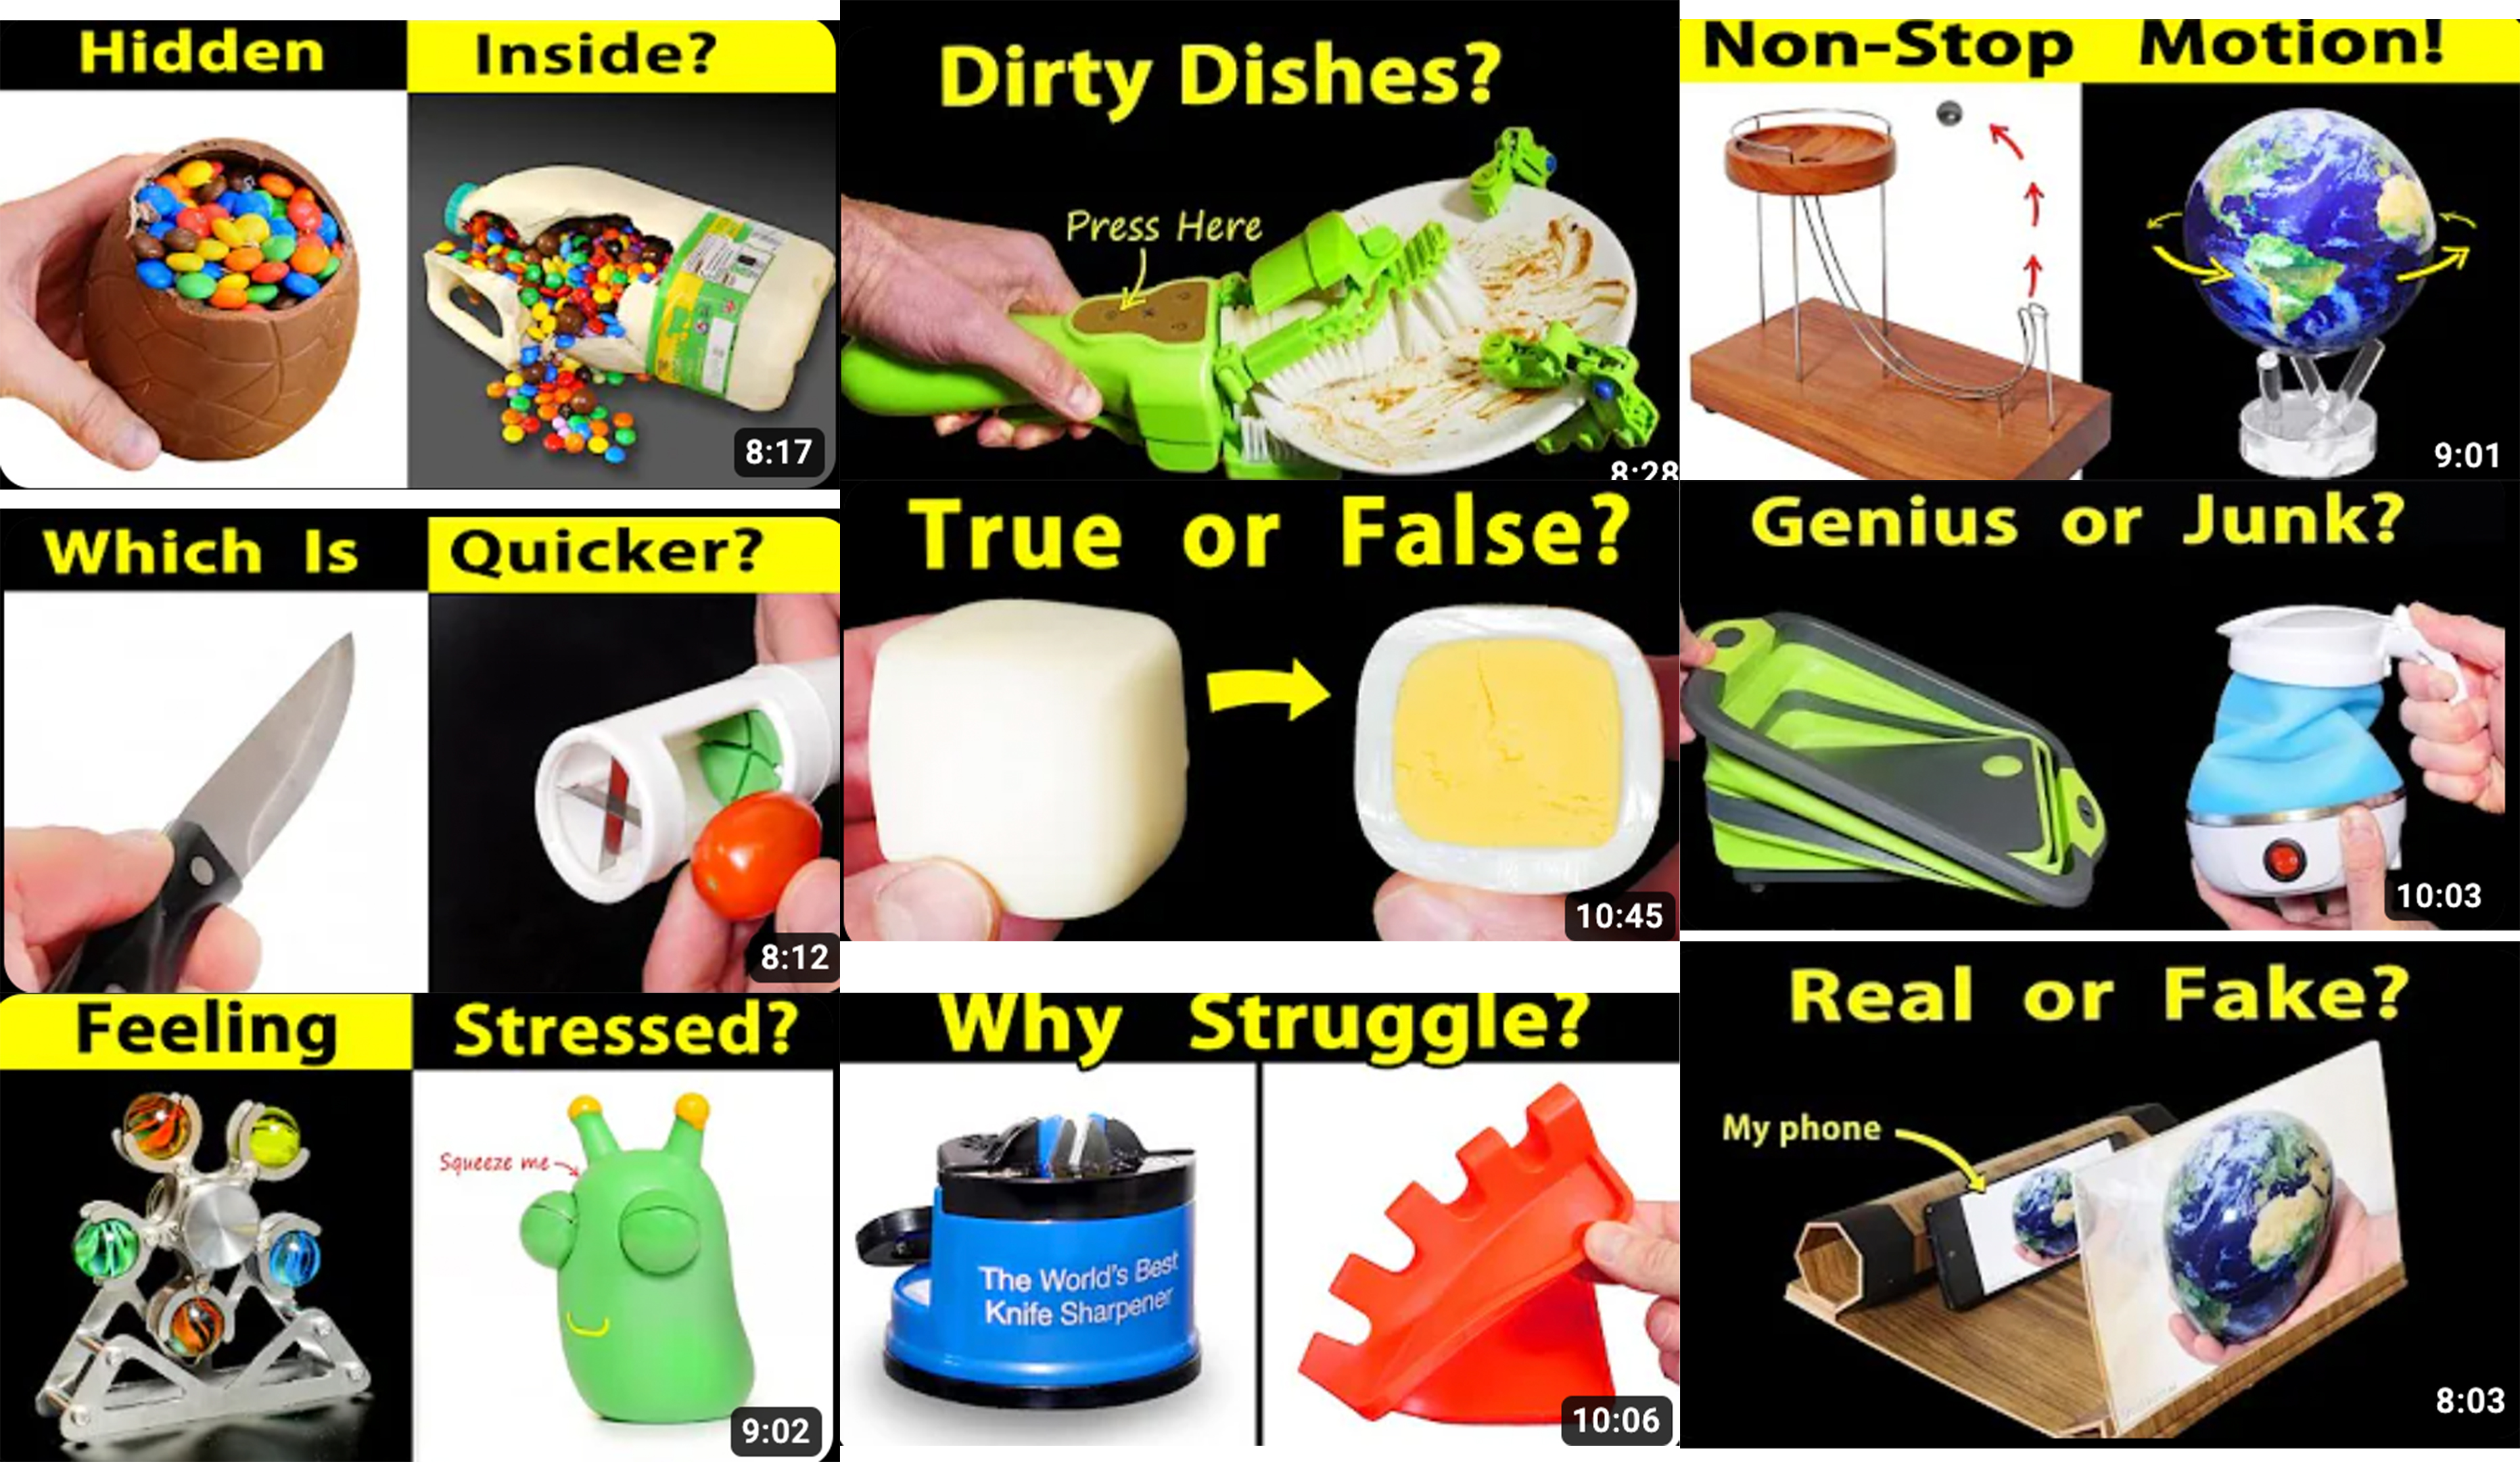 Hidden Inside?
8:17
Dirty Dishes?
Press Here
8:28
Non-Stop Motion!
9:01
Which Is Quicker?
8:12
True or False?
10:45
Genius or Junk?
10:03
Feeling Stressed?
Squeeze me
9:02
Why Struggle?
The World's Best
Knife Sharpener
10:06
Real or Fake?
My phone
8:03